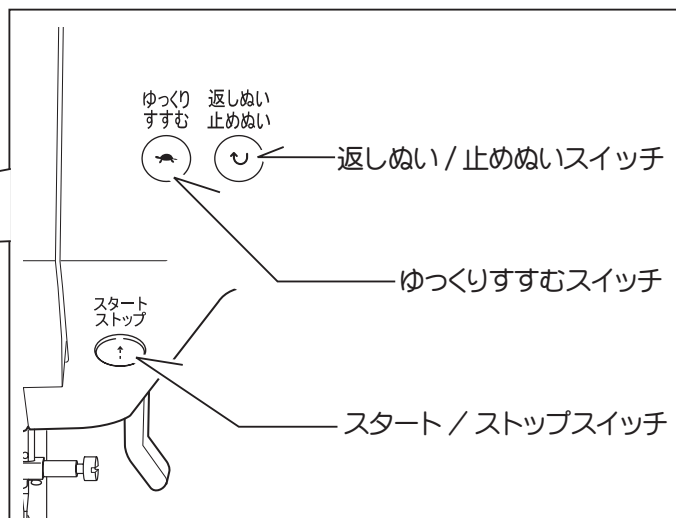 ゆっくり
すすむ
返しぬい
止めぬい
返しぬい / 止めぬいスイッチ
ゆっくりすすむスイッチ
スタート
ストップ
スタート / ストップスイッチ